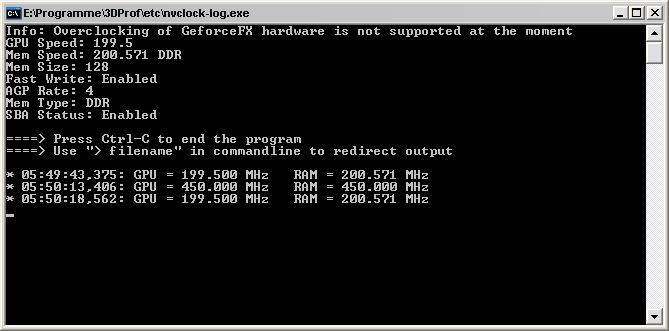 E:\Programme\3DProf\etc\nvclock-log.exe
Info: Overclocking of GeforceFX hardware is not supported at the moment
GPU Speed: 199.5
Mem Speed: 200.571 DDR
Mem Size: 128
Fast Write: Enabled
AGP Rate: 4
Mem Type: DDR
SBA Status: Enabled
====> Press Ctrl-C to end the program
====> Use "> filename" in commandline to redirect output
* 05:49:43,375: GPU = 199.500 MHz   RAM = 200.571 MHz
* 05:50:13,406: GPU = 450.000 MHz   RAM = 450.000 MHz
* 05:50:18,562: GPU = 199.500 MHz   RAM = 200.571 MHz